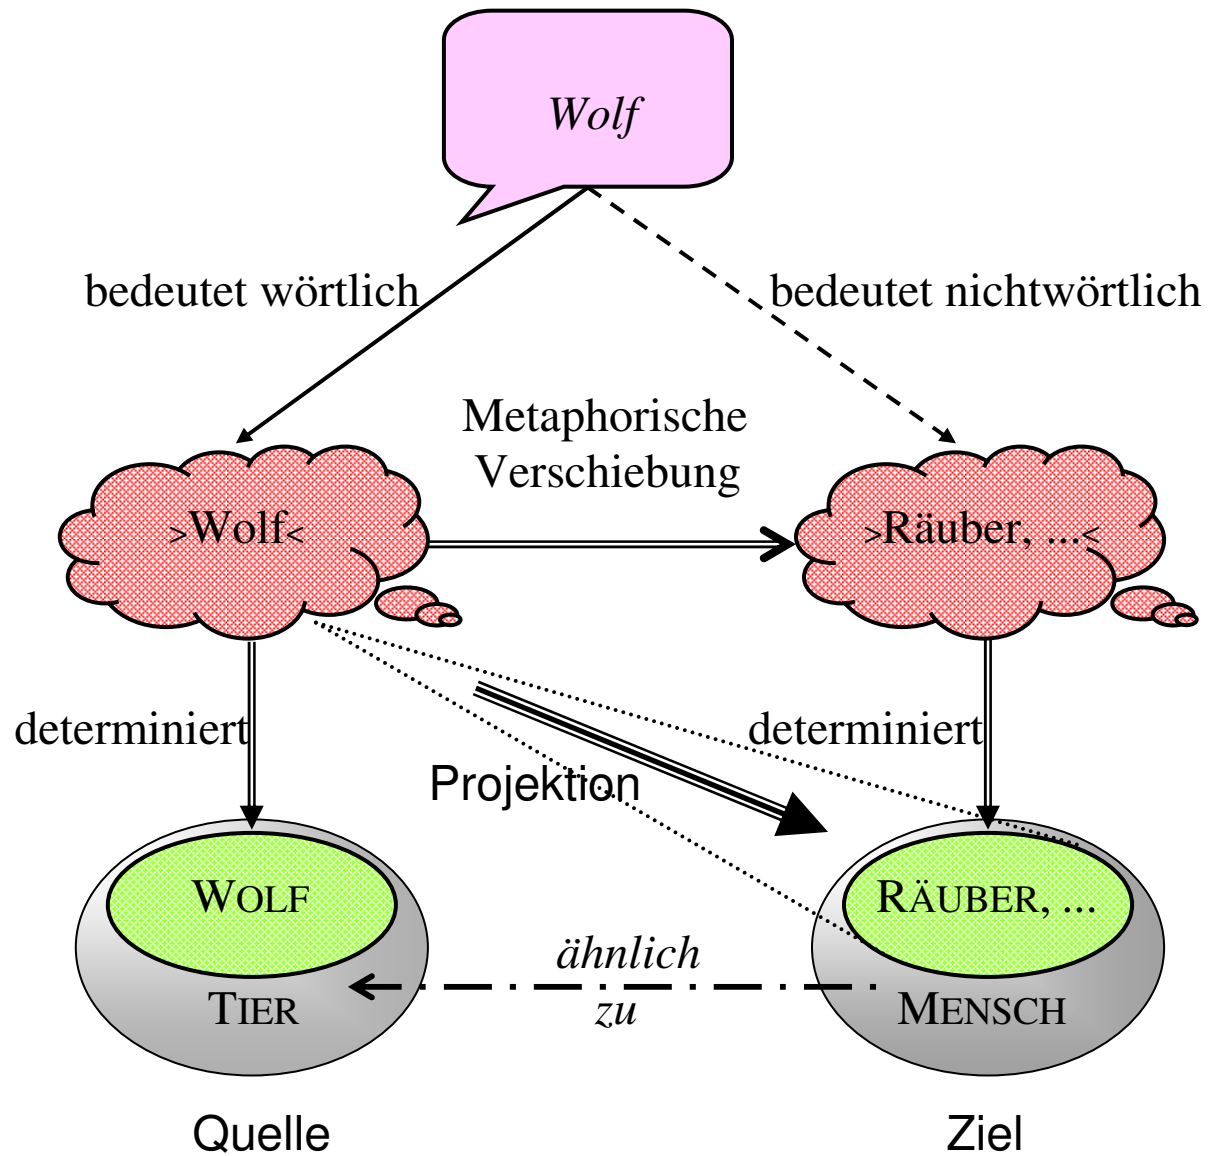 Wolf
bedeutet wörtlich
bedeutet nichtwörtlich
Metaphorische
Verschiebung
>Wolf<
>Räuber, ...<
determiniert
determiniert
Projektion
WOLF
RÄUBER, ...
ähnlich
zu
TIER
MENSCH
Quelle
Ziel